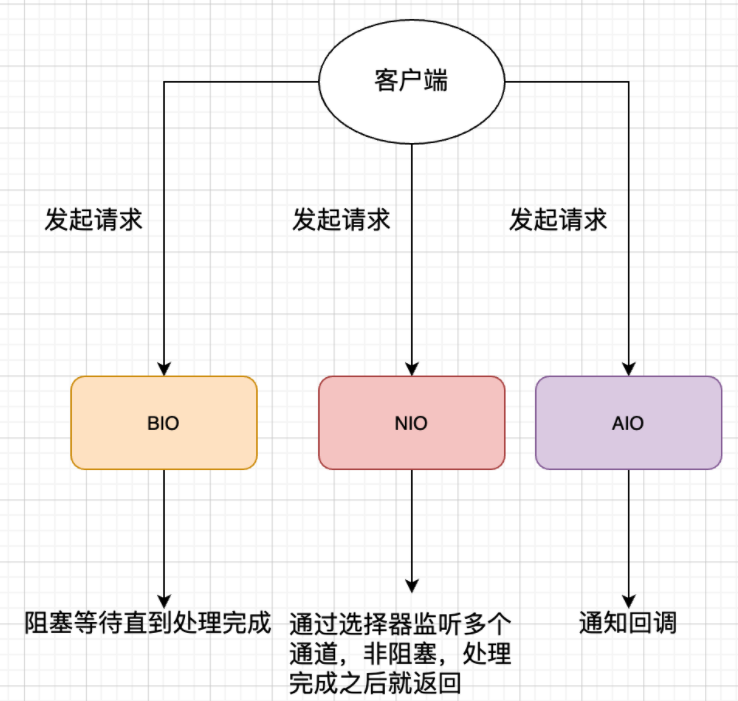 客户端
发起请求
发起请求
发起请求
BIO
NIO
AIO
阻塞等待直到处理完成
通过选择器监听多个
通道，非阻塞，处理
完成之后就返回
通知回调